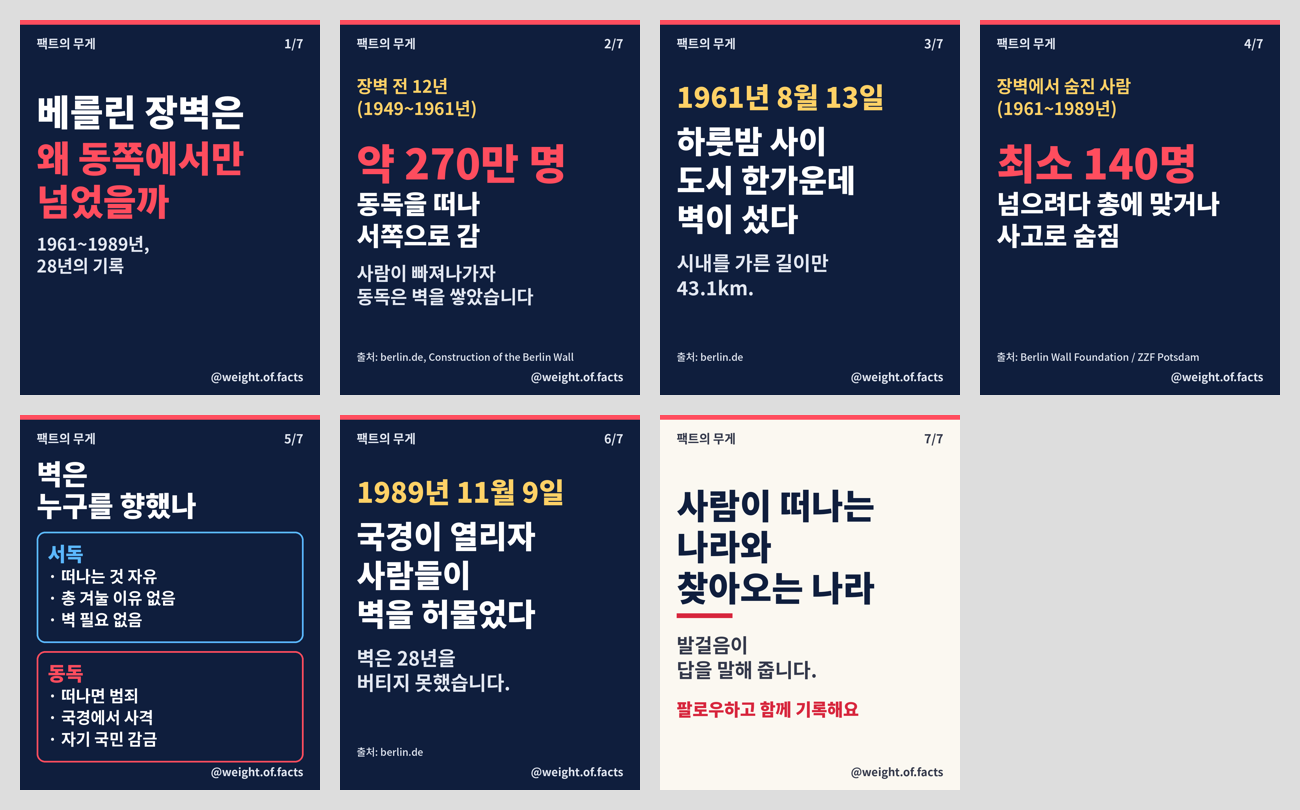 팩트의 무게
1/7
베를린 장벽은
왜 동쪽에서만
넘었을까
1961~1989년,
28년의 기록
@weight.of.facts
팩트의 무게
2/7
장벽 전 12년
(1949~1961년)
약 270만 명
동독을 떠나
서쪽으로 감
사람이 빠져나가자
동독은 벽을 쌓았습니다
출처: berlin.de, Construction of the Berlin Wall
@weight.of.facts
팩트의 무게
3/7
1961년 8월 13일
하룻밤 사이
도시 한가운데
벽이 섰다
시내를 가른 길이만
43.1km.
출처: berlin.de
@weight.of.facts
팩트의 무게
4/7
장벽에서 숨진 사람
(1961~1989년)
최소 140명
넘으려다 총에 맞거나
사고로 숨짐
출처: Berlin Wall Foundation / ZZF Potsdam
@weight.of.facts
팩트의 무게
5/7
벽은
누구를 향했나
서독
· 떠나는 것 자유
· 총 겨눌 이유 없음
· 벽 필요 없음
동독
· 떠나면 범죄
· 국경에서 사격
· 자기 국민 감금
@weight.of.facts
팩트의 무게
6/7
1989년 11월 9일
국경이 열리자
사람들이
벽을 허물었다
벽은 28년을
버티지 못했습니다.
출처: berlin.de
@weight.of.facts
팩트의 무게
7/7
사람이 떠나는
나라와
찾아오는 나라
발걸음이
답을 말해 줍니다.
팔로우하고 함께 기록해요
@weight.of.facts